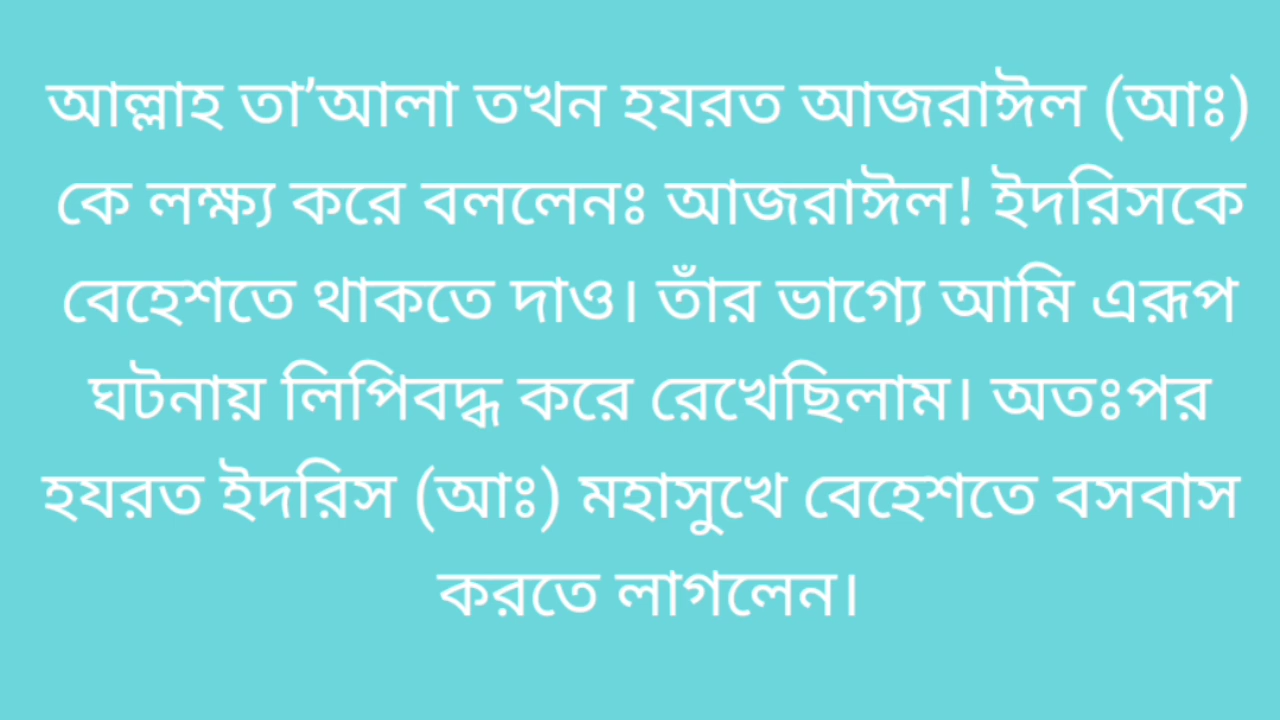 আল্লাহ তা’আলা তখন হযরত আজরাঈল (আঃ)
কে লক্ষ্য করে বললেনঃ আজরাঈল! ইদরিসকে
বেহেশতে থাকতে দাও। তাঁর ভাগ্যে আমি এরূপ
ঘটনায় লিপিবদ্ধ করে রেখেছিলাম। অতঃপর
হযরত ইদরিস (আঃ) মহাসুখে বেহেশতে বসবাস
করতে লাগলেন।